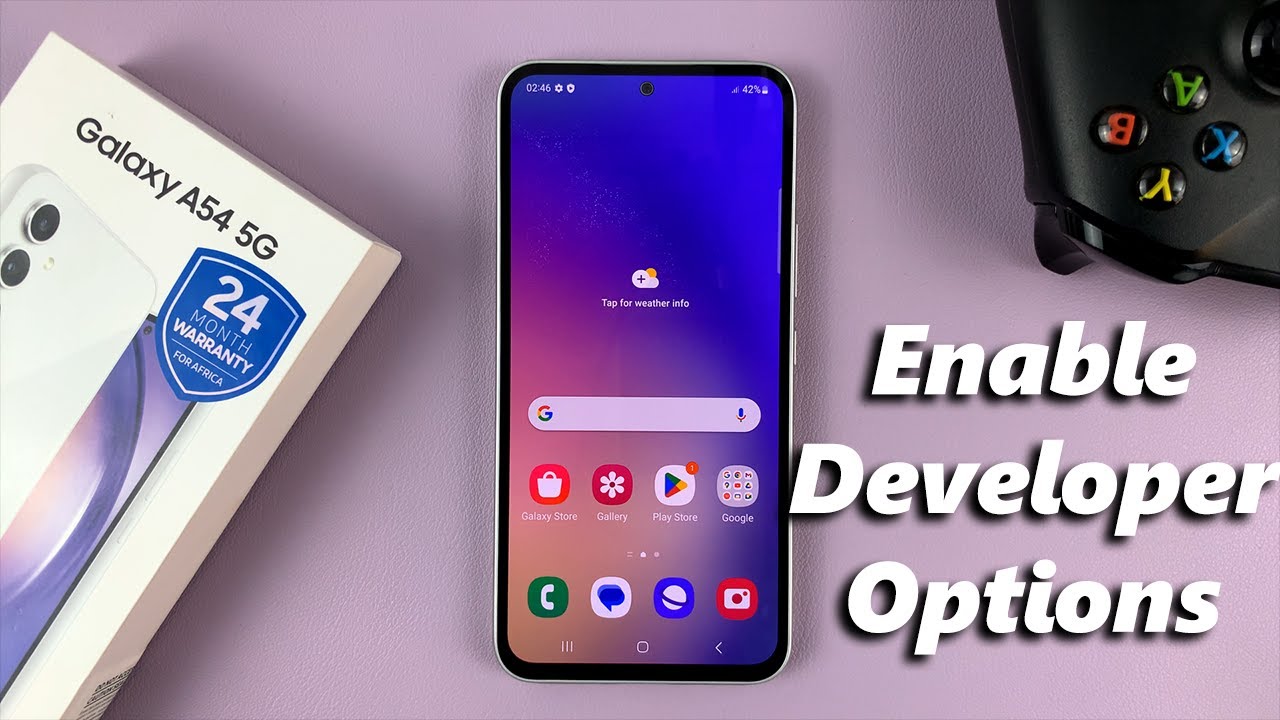 Galaxy A54 5G
24
MONTH
WARRANTY
FOR AFRICA
02:46
42%
Tap for weather info
G
Galaxy Store
Gallery
1
Play Store
Google
A
B
X
Y
Enable
Developer
Options